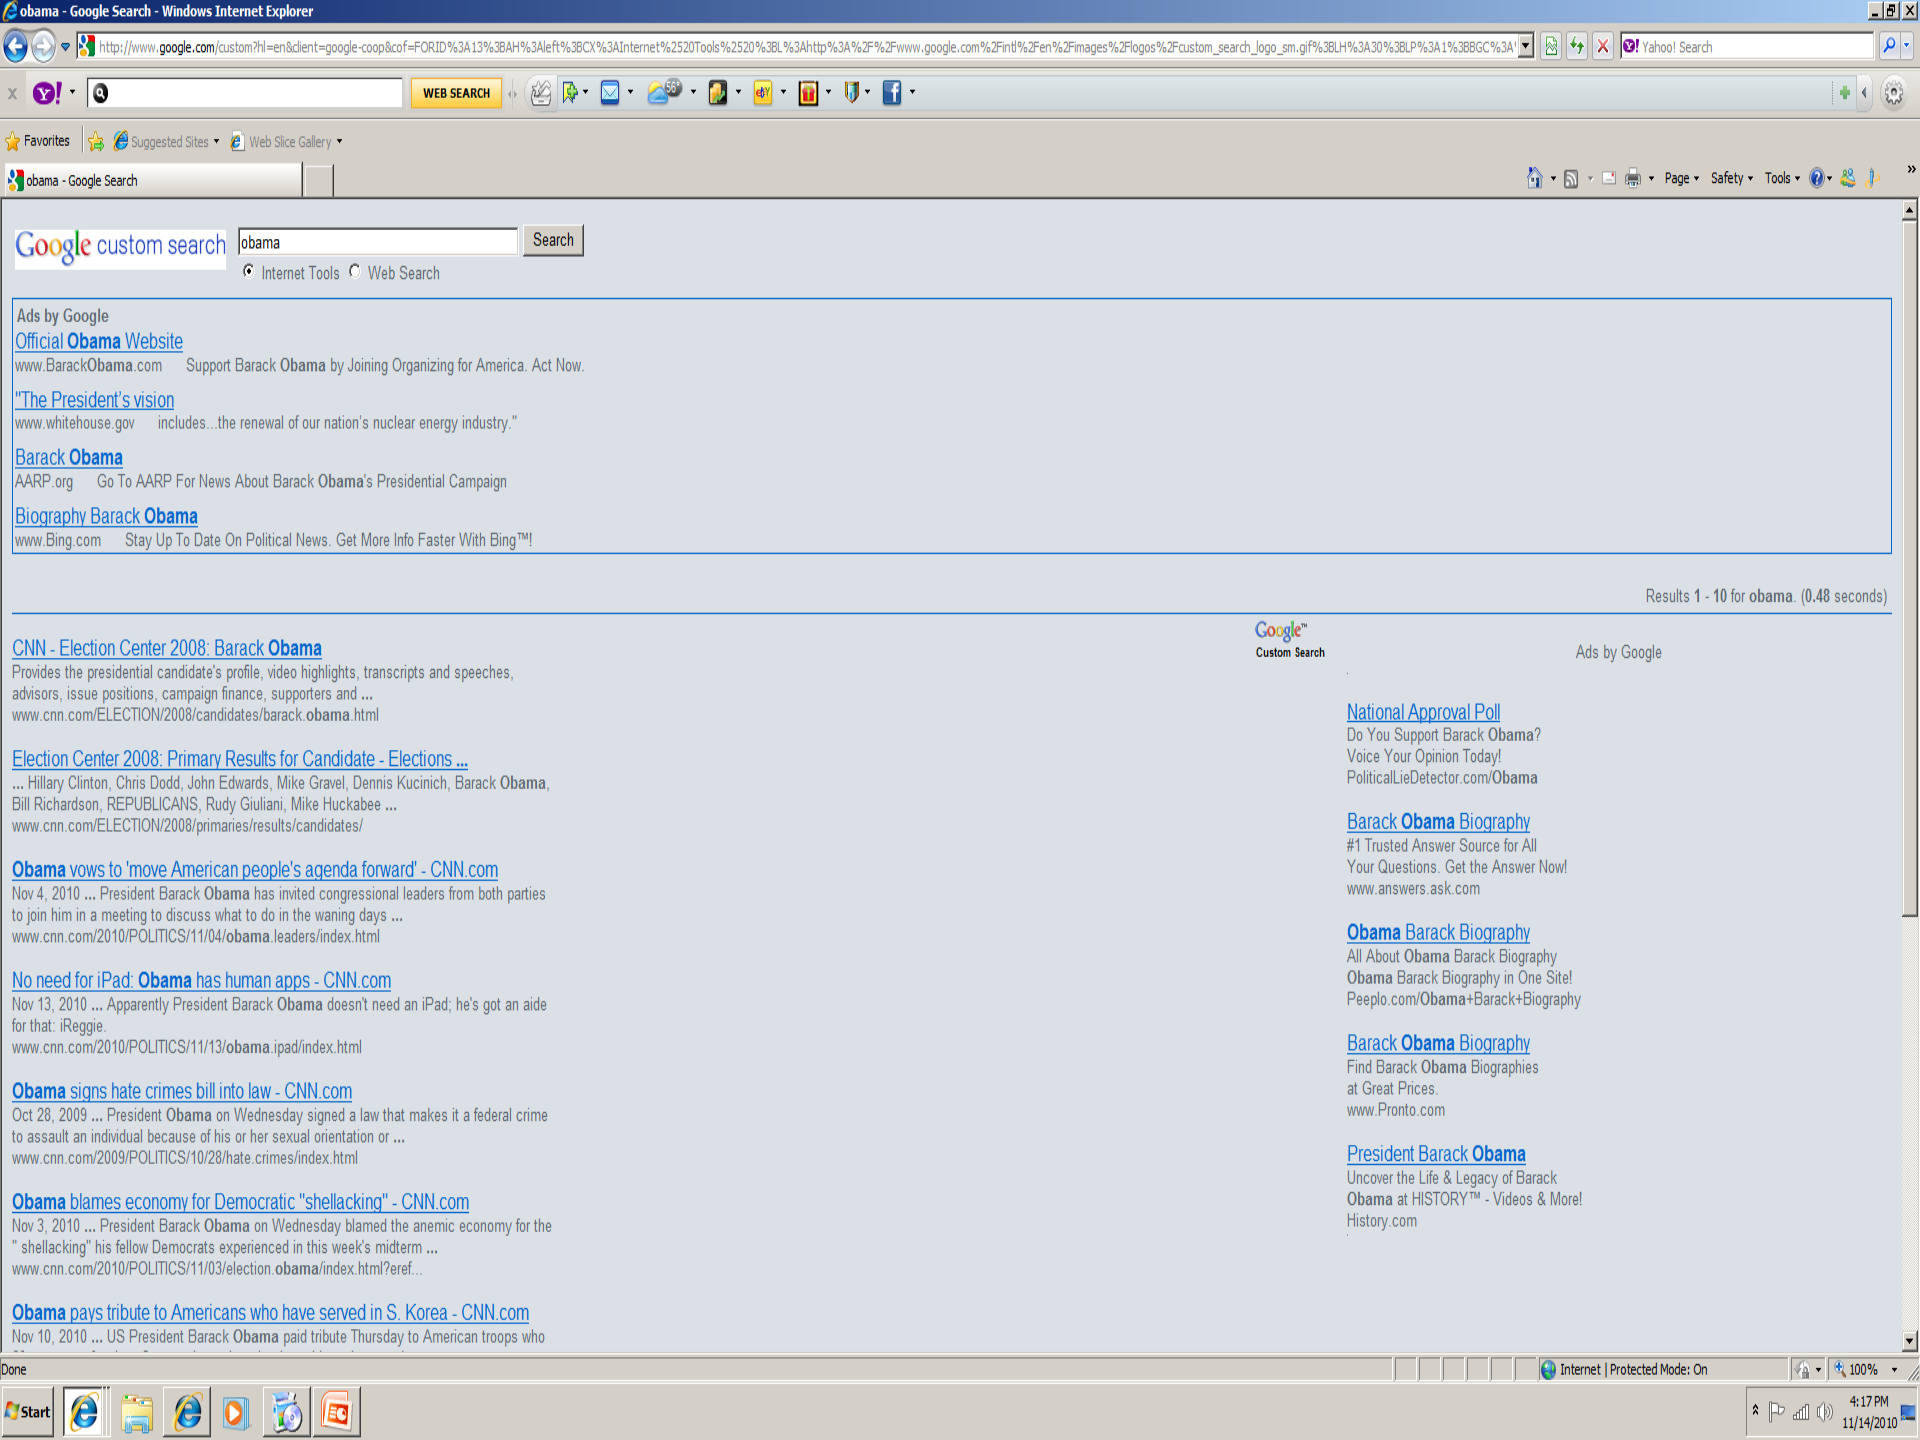 obama - Google Search - Windows Internet Explorer
http://www.google.com/custom?hl=en&client=google-coop&cof=FORID%3A13%3BAH%3Aleft%3BCX%3AInternet%2520Tools%2520%3BL%3Ahttp%3A%2F%2Fwww.google.com%2Fintl%2Fen%2Fimages%2Flogos%2Fcustom_search_logo_sm.gif%3BLH%3A30%3BLP%3A1%3BBGC%3A' Yahoo! Search
x Y! WEB SEARCH 56°
Favorites Suggested Sites Web Slice Gallery
obama - Google Search Page Safety Tools »
Google custom search obama Search
Internet Tools Web Search
Ads by Google
Official Obama Website
www.BarackObama.com Support Barack Obama by Joining Organizing for America. Act Now.
"The President's vision
www.whitehouse.gov includes...the renewal of our nation's nuclear energy industry."
Barack Obama
AARP.org Go To AARP For News About Barack Obama's Presidential Campaign
Biography Barack Obama
www.Bing.com Stay Up To Date On Political News. Get More Info Faster With Bing™!
Results 1 - 10 for obama. (0.48 seconds)
CNN - Election Center 2008: Barack Obama
Provides the presidential candidate's profile, video highlights, transcripts and speeches,
advisors, issue positions, campaign finance, supporters and ...
www.cnn.com/ELECTION/2008/candidates/barack.obama.html
Election Center 2008: Primary Results for Candidate - Elections ...
... Hillary Clinton, Chris Dodd, John Edwards, Mike Gravel, Dennis Kucinich, Barack Obama,
Bill Richardson, REPUBLICANS, Rudy Giuliani, Mike Huckabee ...
www.cnn.com/ELECTION/2008/primaries/results/candidates/
Obama vows to 'move American people's agenda forward' - CNN.com
Nov 4, 2010 ... President Barack Obama has invited congressional leaders from both parties
to join him in a meeting to discuss what to do in the waning days ...
www.cnn.com/2010/POLITICS/11/04/obama.leaders/index.html
No need for iPad: Obama has human apps - CNN.com
Nov 13, 2010 ... Apparently President Barack Obama doesn't need an iPad; he's got an aide
for that: iReggie.
www.cnn.com/2010/POLITICS/11/13/obama.ipad/index.html
Obama signs hate crimes bill into law - CNN.com
Oct 28, 2009 ... President Obama on Wednesday signed a law that makes it a federal crime
to assault an individual because of his or her sexual orientation or ...
www.cnn.com/2009/POLITICS/10/28/hate.crimes/index.html
Obama blames economy for Democratic "shellacking" - CNN.com
Nov 3, 2010 ... President Barack Obama on Wednesday blamed the anemic economy for the
" shellacking" his fellow Democrats experienced in this week's midterm ...
www.cnn.com/2010/POLITICS/11/03/election.obama/index.html?eref...
Obama pays tribute to Americans who have served in S. Korea - CNN.com
Nov 10, 2010 ... US President Barack Obama paid tribute Thursday to American troops who
Google™
Custom Search
Ads by Google
National Approval Poll
Do You Support Barack Obama?
Voice Your Opinion Today!
PoliticalLieDetector.com/Obama
Barack Obama Biography
#1 Trusted Answer Source for All
Your Questions. Get the Answer Now!
www.answers.ask.com
Obama Barack Biography
All About Obama Barack Biography
Obama Barack Biography in One Site!
Peeplo.com/Obama+Barack+Biography
Barack Obama Biography
Find Barack Obama Biographies
at Great Prices.
www.Pronto.com
President Barack Obama
Uncover the Life & Legacy of Barack
Obama at HISTORY™ - Videos & More!
History.com
Done Internet | Protected Mode: On 100%
Start 4:17 PM
11/14/2010